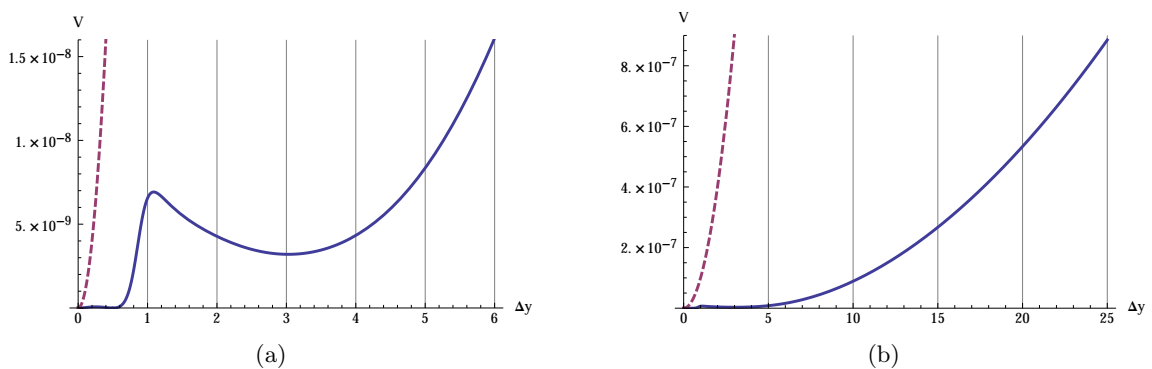 V
1.5×10⁻⁸
1.×10⁻⁸
5.×10⁻⁹
0 1 2 3 4 5 6 Δy
(a)
V
8.×10⁻⁷
6.×10⁻⁷
4.×10⁻⁷
2.×10⁻⁷
0 5 10 15 20 25 Δy
(b)